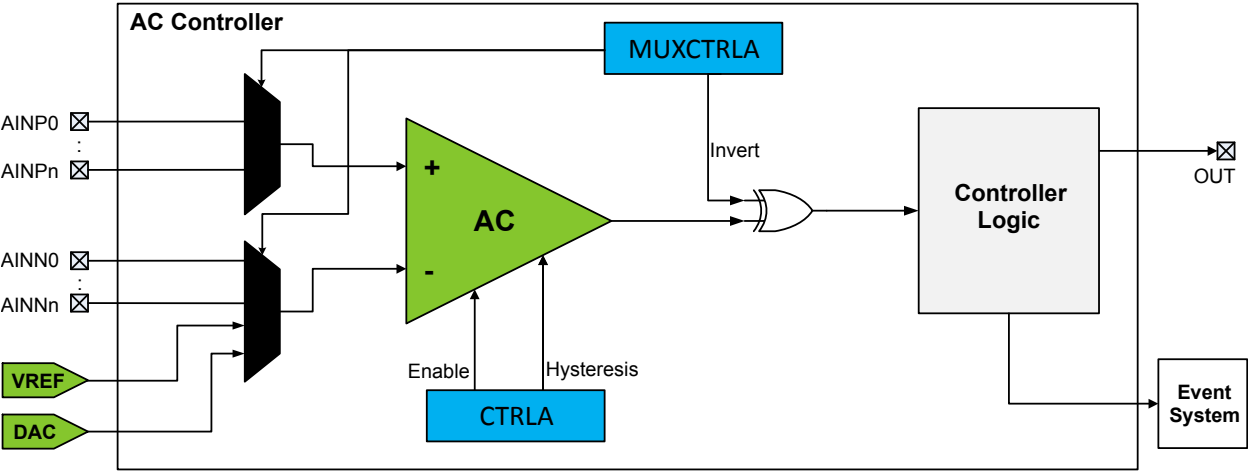 AC Controller
MUXCTRLA
AINP0
:
AINPn
Invert
OUT
+
AC
-
Controller
Logic
AINN0
:
AINNn
VREF
DAC
Enable
Hysteresis
CTRLA
Event
System